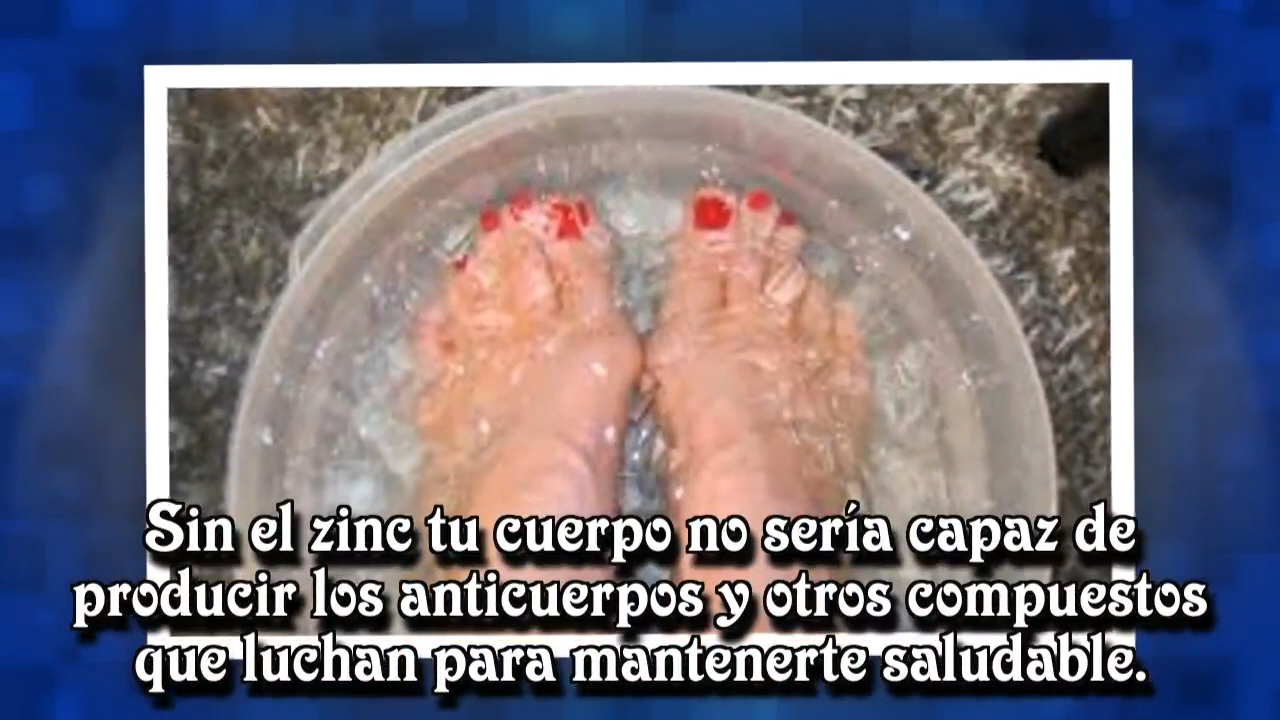 Sin el zinc tu cuerpo no sería capaz de
producir los anticuerpos y otros compuestos
que luchan para mantenerte saludable.